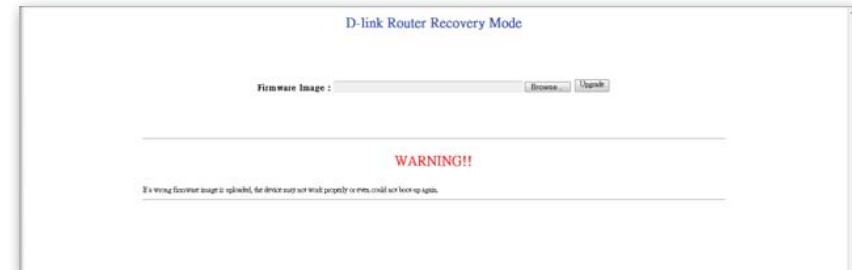 D-link Router Recovery Mode
Firmware Image :
Browse... Upgrade
WARNING!!
If a wrong firmware image is uploaded, the device may not work properly or even could not boot-up again.